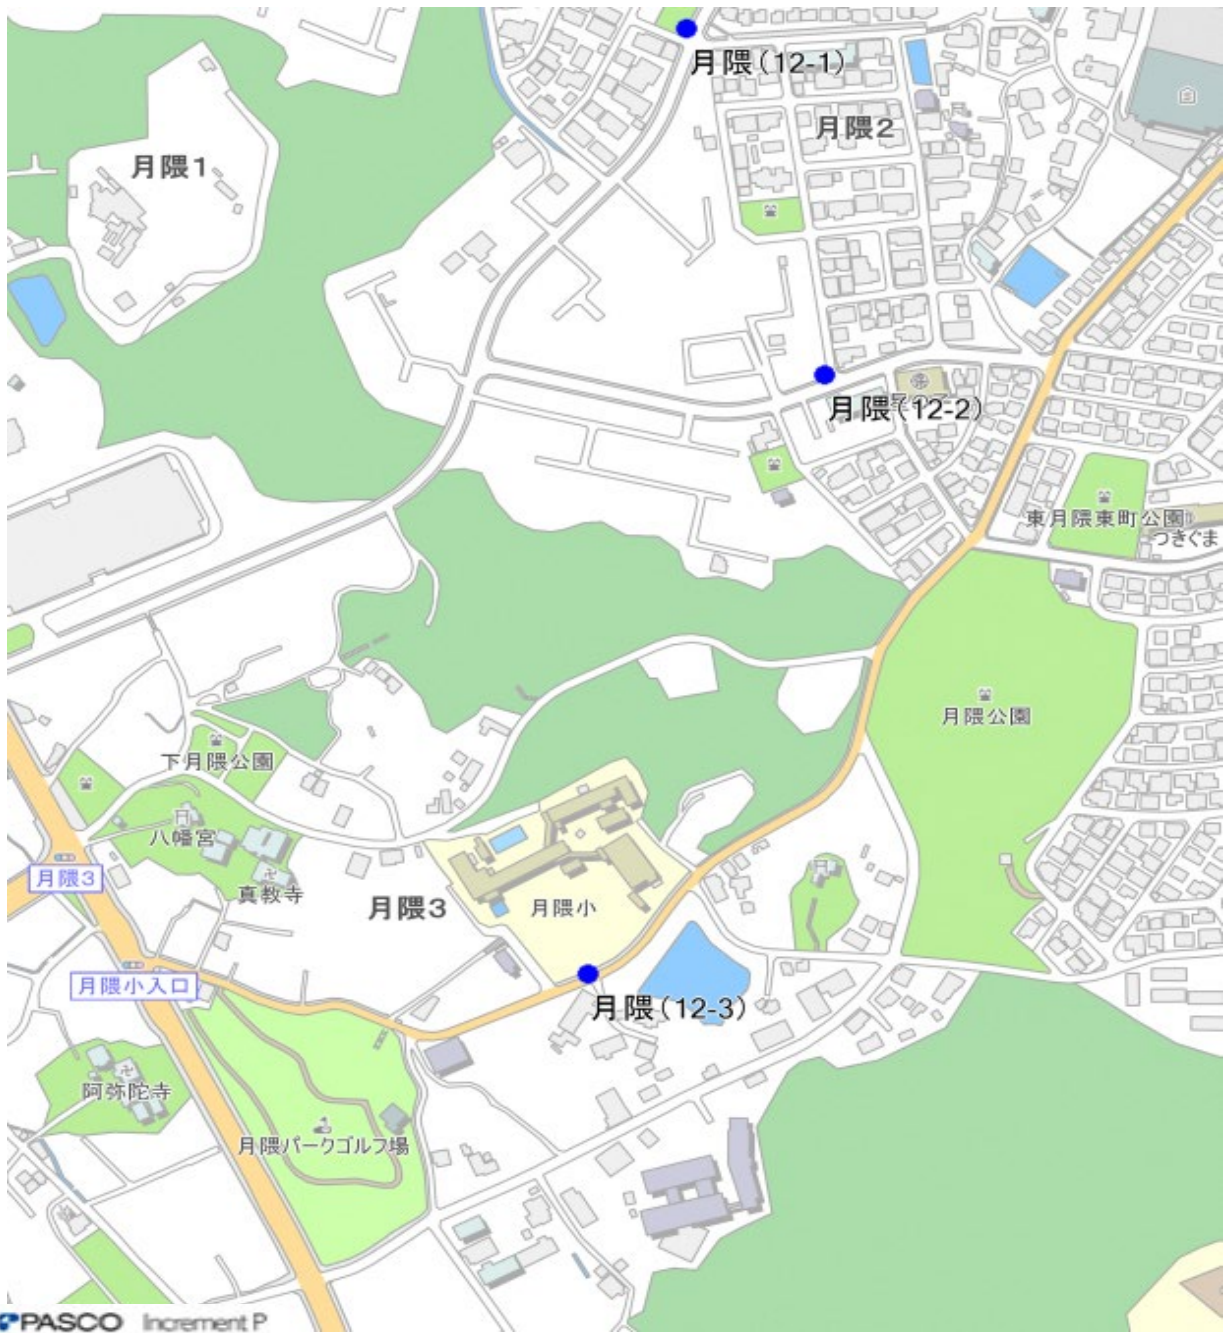 月隈（12-1）
月隈2
月隈1
月隈（12-2）
東月隈東町公園
つきぐま
月隈公園
下月隈公園
八幡宮
月隈3
真教寺
月隈3
月隈小
月隈小入口
月隈（12-3）
阿弥陀寺
月隈パークゴルフ場
PASCO Increment P